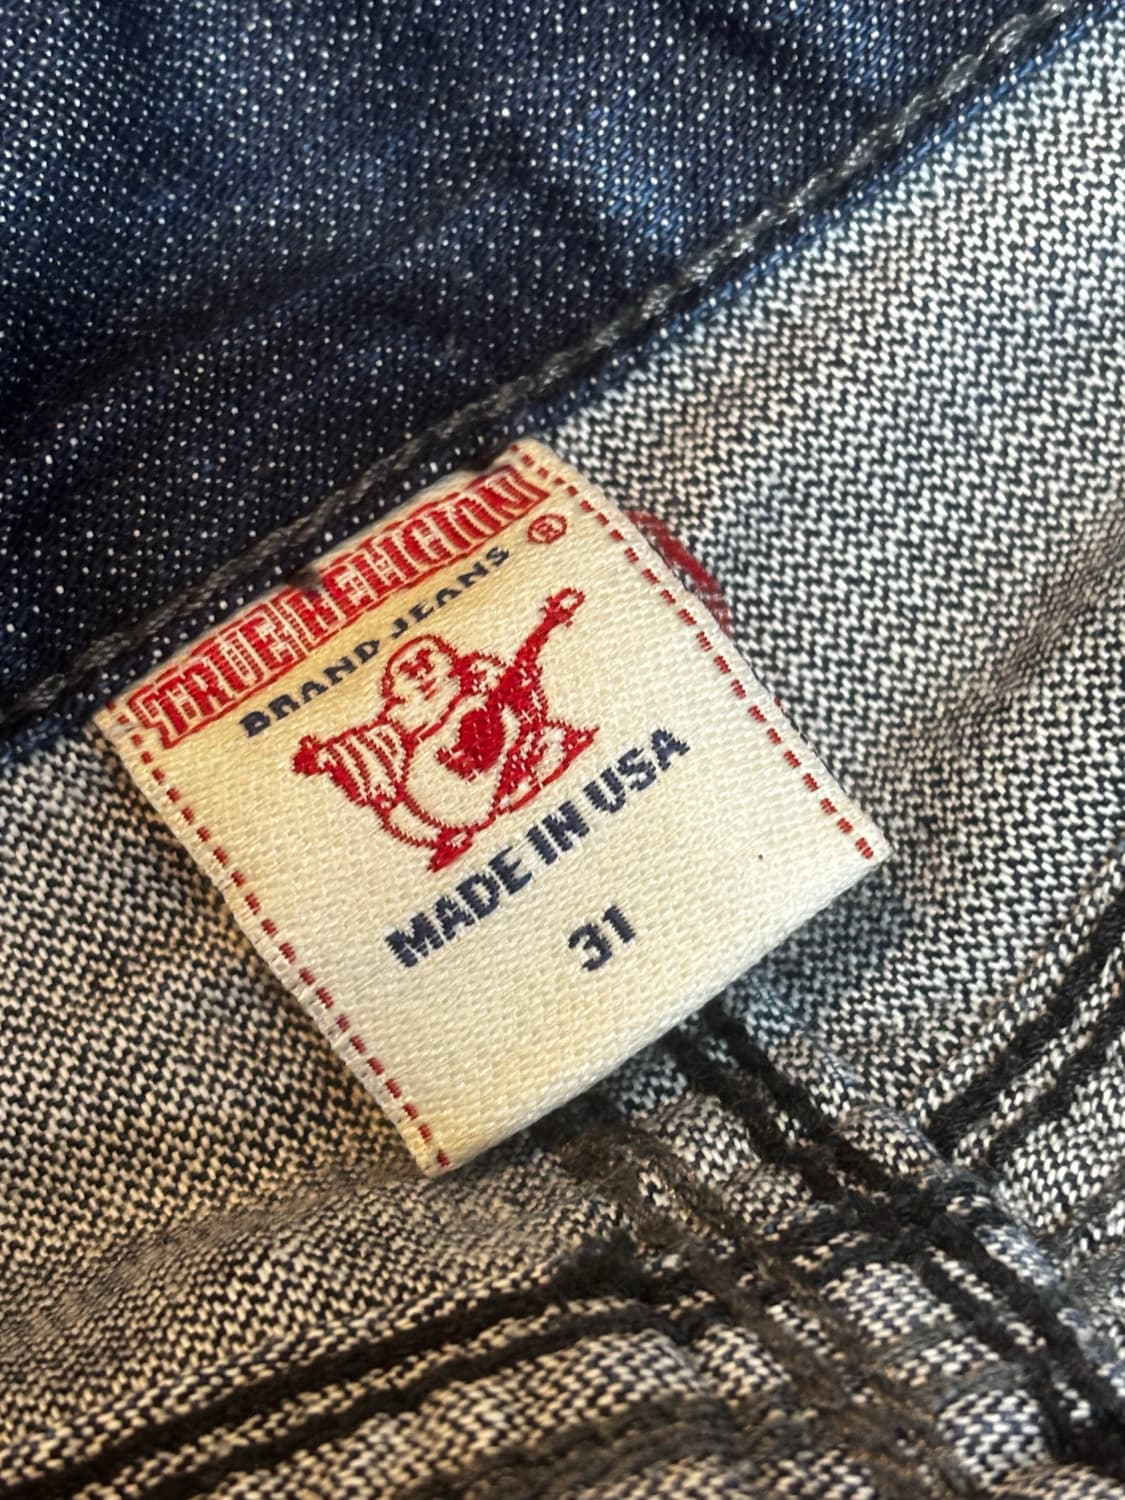 TRUE RELIGION
BRAND JEANS ®
MADE IN USA
31